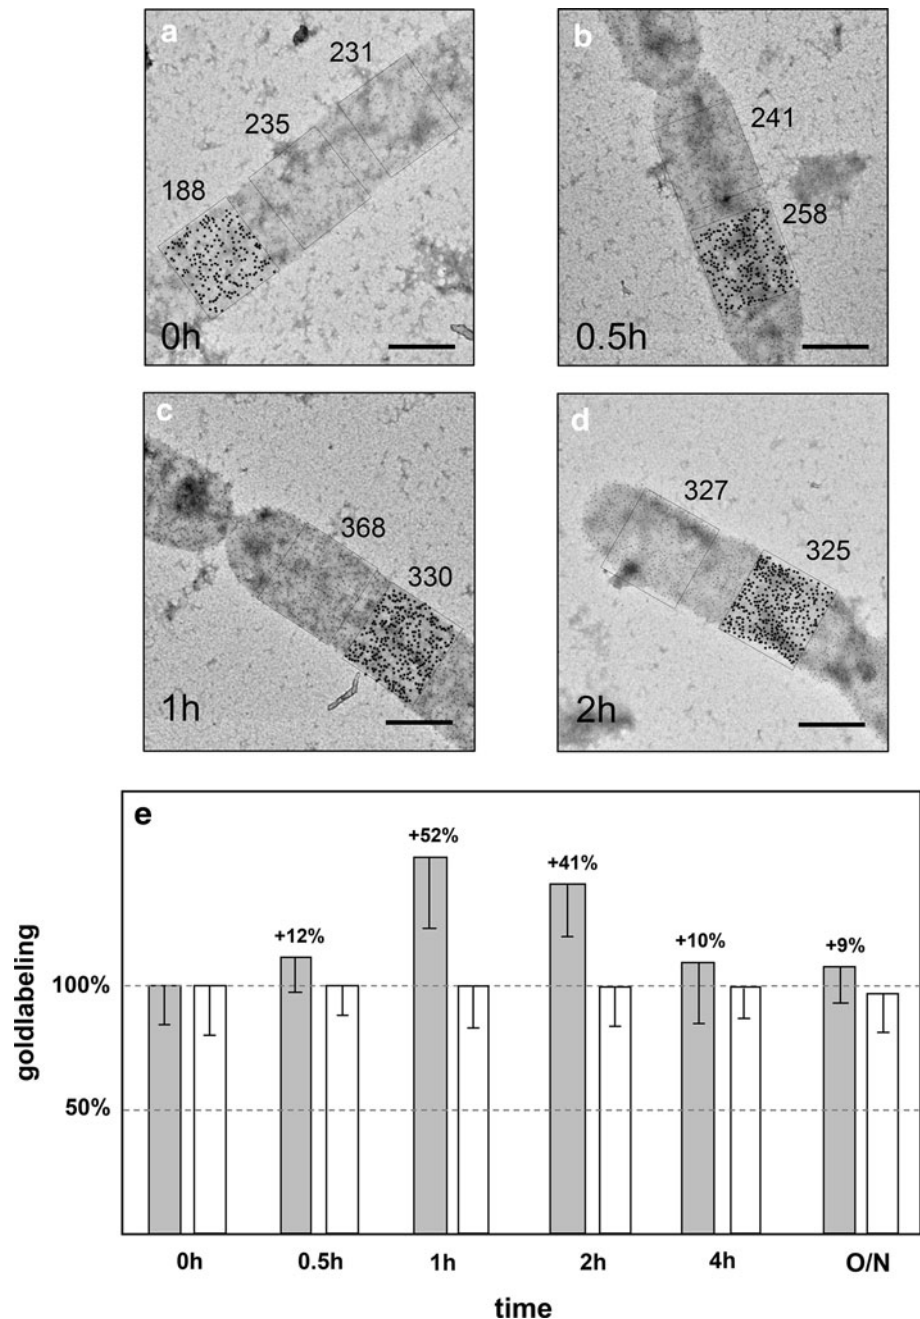 a
231
235
188
0h
b
241
258
0.5h
c
368
330
1h
d
327
325
2h
e
+52%
+41%
+12%
+10%
+9%
100%
50%
goldlabeling
0h 0.5h 1h 2h 4h O/N
time